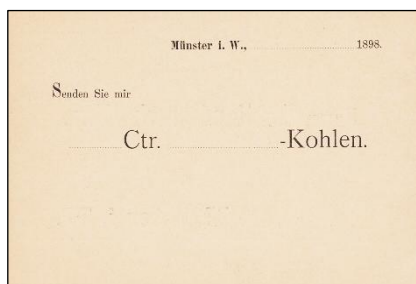 Münster i. W., .................... 1898.
Senden Sie mir
............ Ctr. .................... -Kohlen.